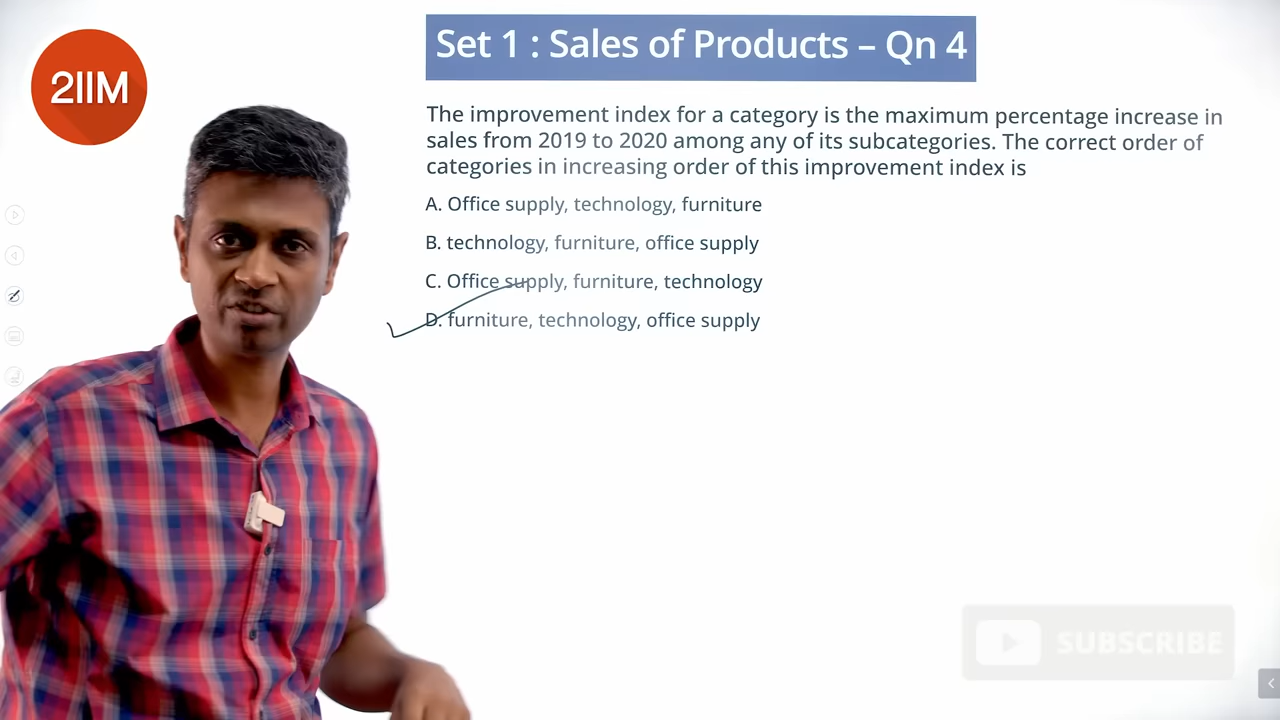 2IIM
Set 1 : Sales of Products – Qn 4
The improvement index for a category is the maximum percentage increase in
sales from 2019 to 2020 among any of its subcategories. The correct order of
categories in increasing order of this improvement index is
A. Office supply, technology, furniture
B. technology, furniture, office supply
C. Office supply, furniture, technology
D. furniture, technology, office supply
SUBSCRIBE